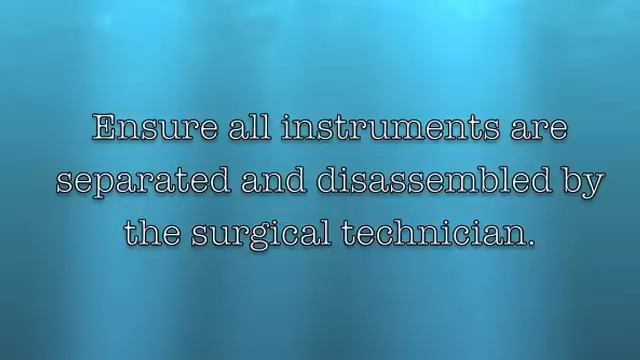 Ensure all instruments are
separated and disassembled by
the surgical technician.